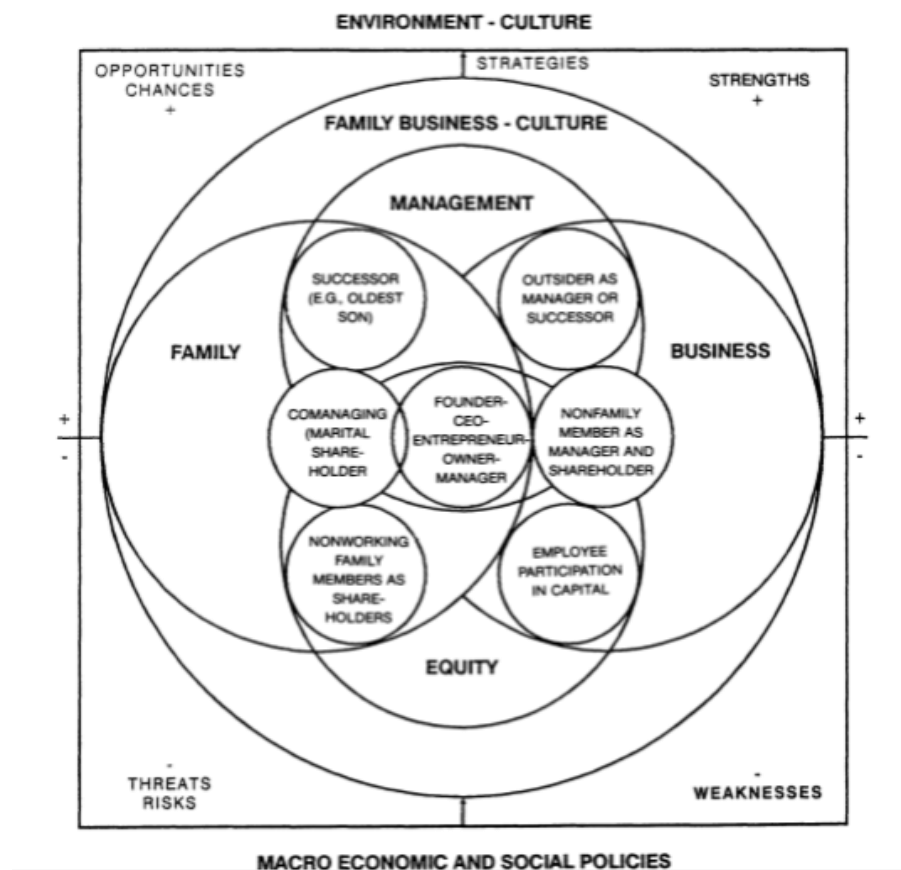 ENVIRONMENT - CULTURE
OPPORTUNITIES
CHANCES
+
STRATEGIES
STRENGTHS
+
FAMILY BUSINESS - CULTURE
MANAGEMENT
SUCCESSOR
(E.G., OLDEST
SON)
OUTSIDER AS
MANAGER OR
SUCCESSOR
FAMILY
BUSINESS
+
-
COMANAGING
(MARITAL
SHARE-
HOLDER
FOUNDER-
CEO-
ENTREPRENEUR-
OWNER-
MANAGER
NONFAMILY
MEMBER AS
MANAGER AND
SHAREHOLDER
+
-
NONWORKING
FAMILY
MEMBERS AS
SHARE-
HOLDERS
EMPLOYEE
PARTICIPATION
IN CAPITAL
EQUITY
-
THREATS
RISKS
-
WEAKNESSES
MACRO ECONOMIC AND SOCIAL POLICIES